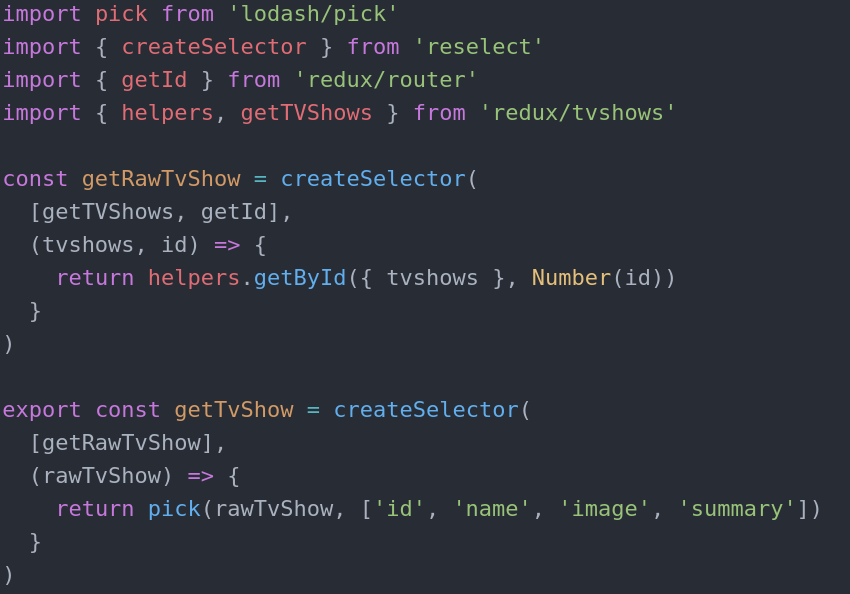 import pick from 'lodash/pick'
import { createSelector } from 'reselect'
import { getId } from 'redux/router'
import { helpers, getTVShows } from 'redux/tvshows'

const getRawTvShow = createSelector(
  [getTVShows, getId],
  (tvshows, id) => {
    return helpers.getById({ tvshows }, Number(id))
  }
)

export const getTvShow = createSelector(
  [getRawTvShow],
  (rawTvShow) => {
    return pick(rawTvShow, ['id', 'name', 'image', 'summary'])
  }
)